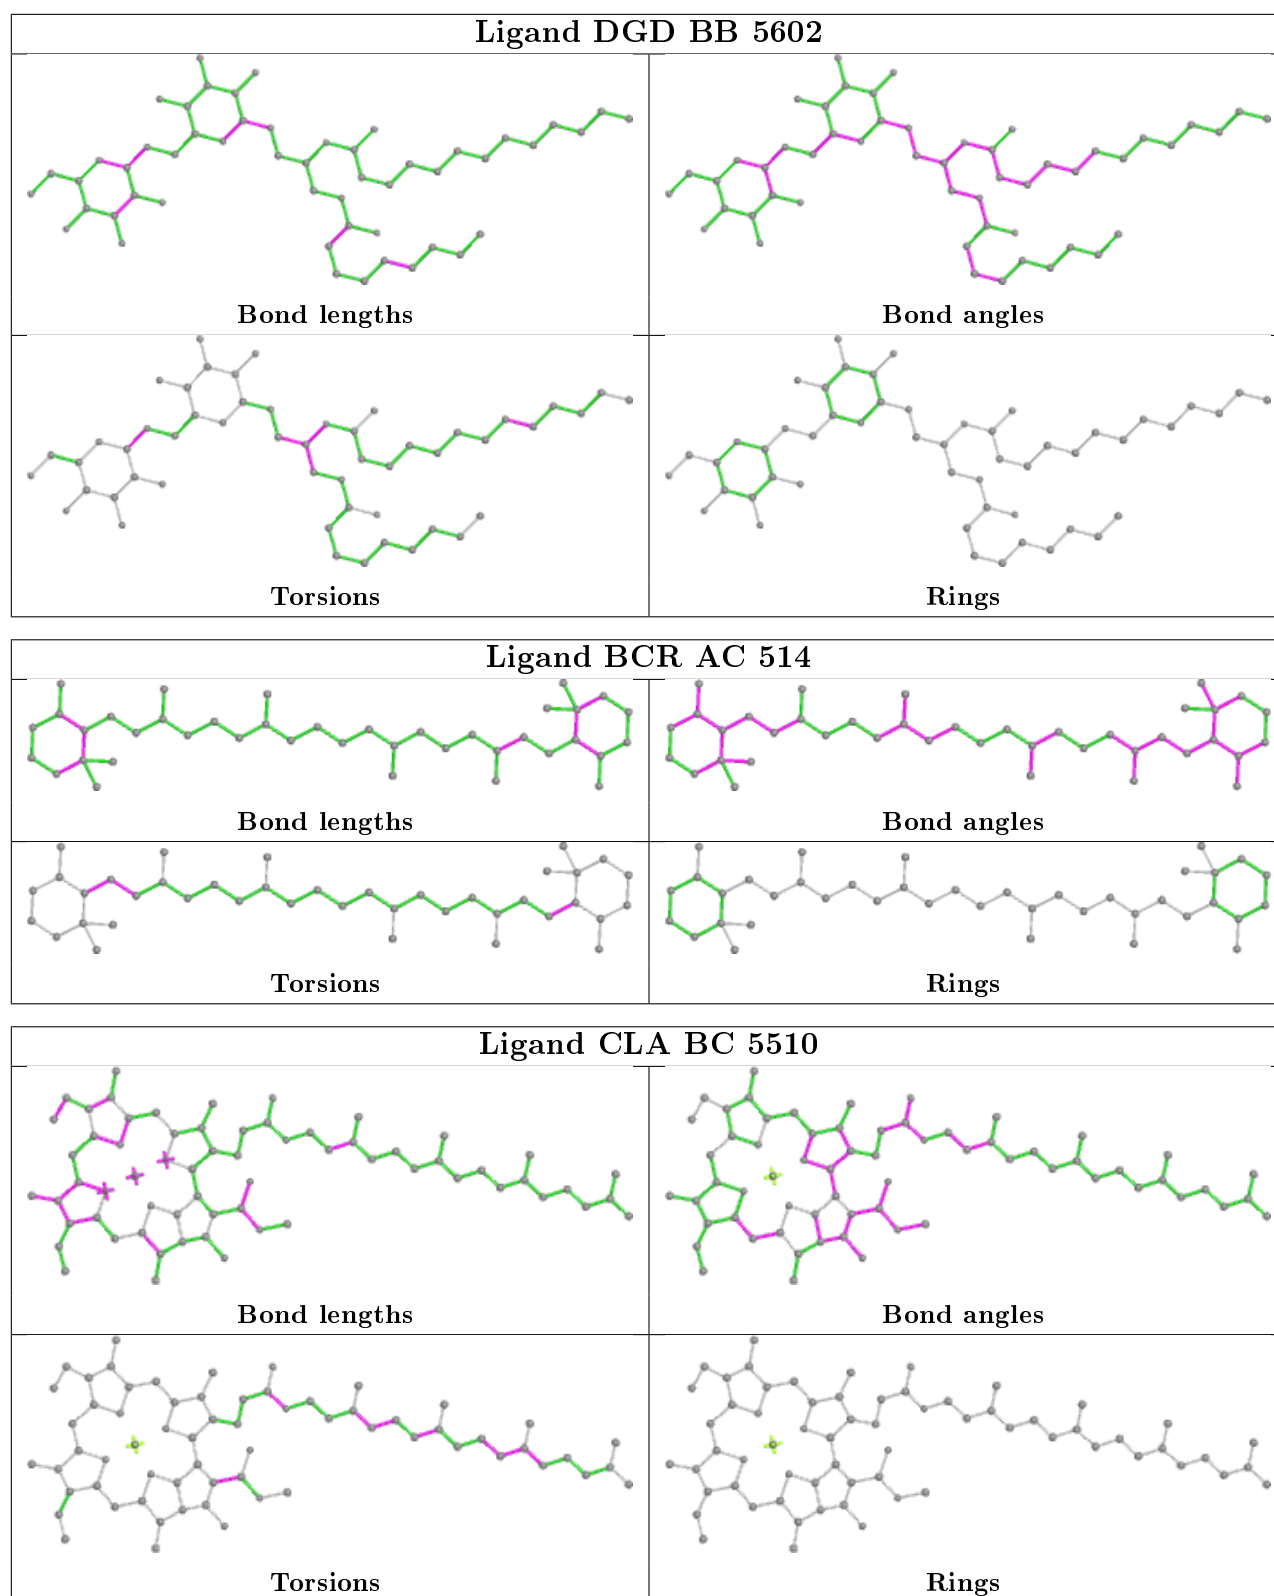 Ligand DGD BB 5602
Bond lengths
Bond angles
Torsions
Rings
Ligand BCR AC 514
Bond lengths
Bond angles
Torsions
Rings
Ligand CLA BC 5510
Bond lengths
Bond angles
Torsions
Rings